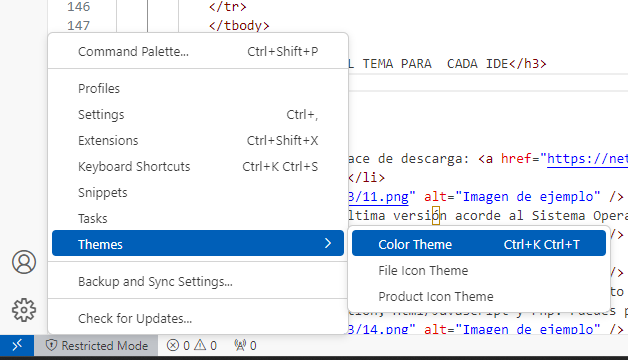 146 </tr>
147 </tbody>
Command Palette... Ctrl+Shift+P
L TEMA PARA CADA IDE</h3>
Profiles
Settings Ctrl+,
Extensions Ctrl+Shift+X
ace de descarga: <a href="https://net
Keyboard Shortcuts Ctrl+K Ctrl+S
</li>
Snippets
3/11.png" alt="Imagen de ejemplo" />
Tasks
ltima versión acorde al Sistema Opera
Themes
/>
Color Theme Ctrl+K Ctrl+T
File Icon Theme
/>
Backup and Sync Settings...
to
Product Icon Theme
Check for Updates...
3/14.png" alt="Imagen de ejemplo" />
Restricted Mode 0 0 0